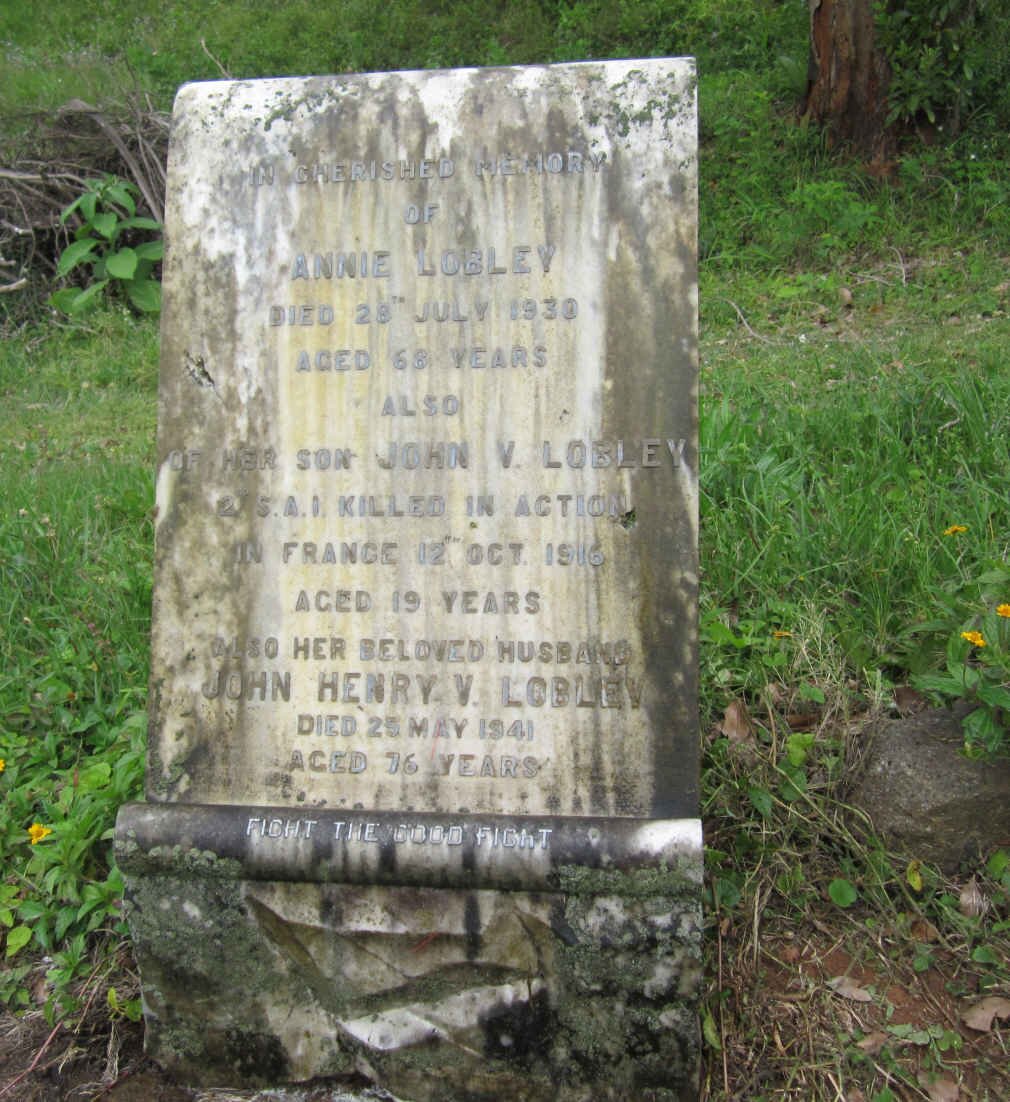 IN CHERISHED MEMORY
OF
ANNIE LOBLEY
DIED 28TH JULY 1930
AGED 68 YEARS
ALSO
OF HER SON JOHN V. LOBLEY
2D S.A.I. KILLED IN ACTION
IN FRANCE 12TH OCT. 1916
AGED 19 YEARS
ALSO HER BELOVED HUSBAND
JOHN HENRY V. LOBLEY
DIED 25 MAY 1941
AGED 76 YEARS
FIGHT THE GOOD FIGHT